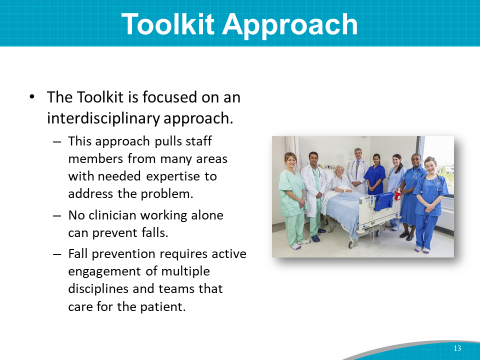 Toolkit Approach
• The Toolkit is focused on an
interdisciplinary approach.
– This approach pulls staff
members from many areas
with needed expertise to
address the problem.
– No clinician working alone
can prevent falls.
– Fall prevention requires active
engagement of multiple
disciplines and teams that
care for the patient.
13